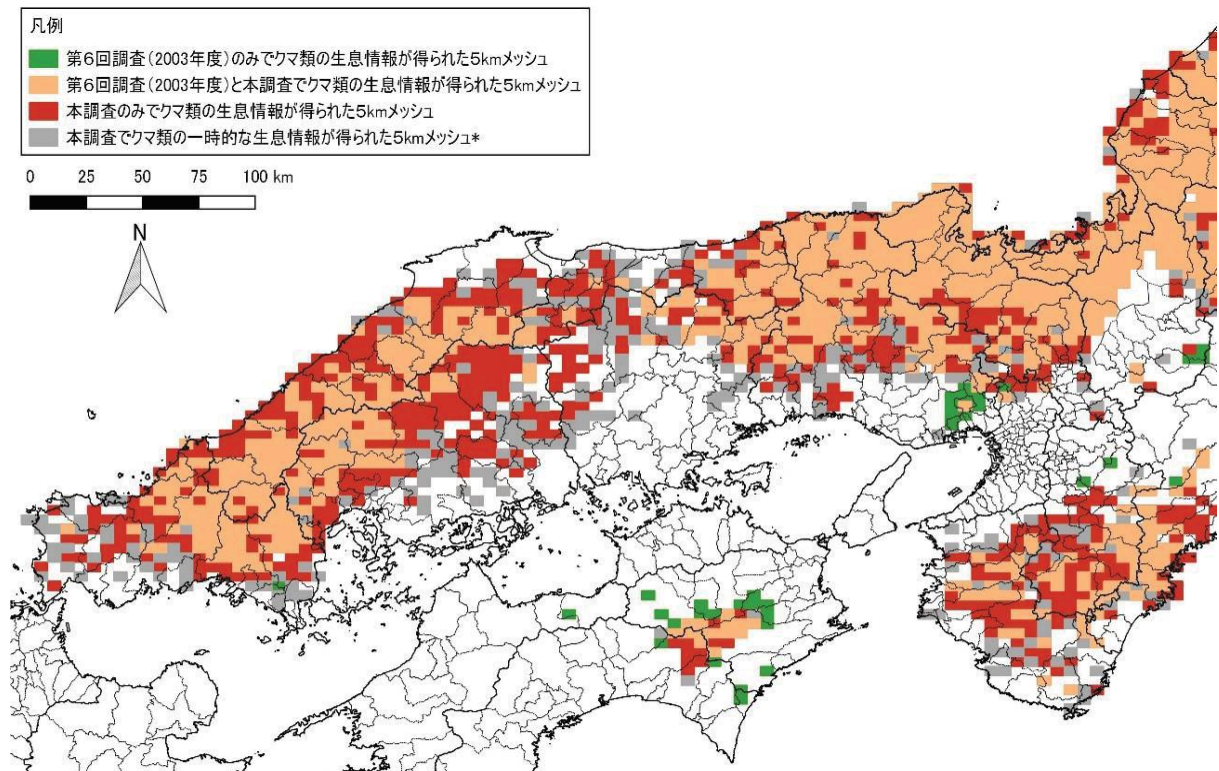 凡例
第６回調査(2003年度)のみでクマ類の生息情報が得られた5kmメッシュ
第６回調査(2003年度)と本調査でクマ類の生息情報が得られた5kmメッシュ
本調査のみでクマ類の生息情報が得られた5kmメッシュ
本調査でクマ類の一時的な生息情報が得られた5kmメッシュ*
0 25 50 75 100 km
N